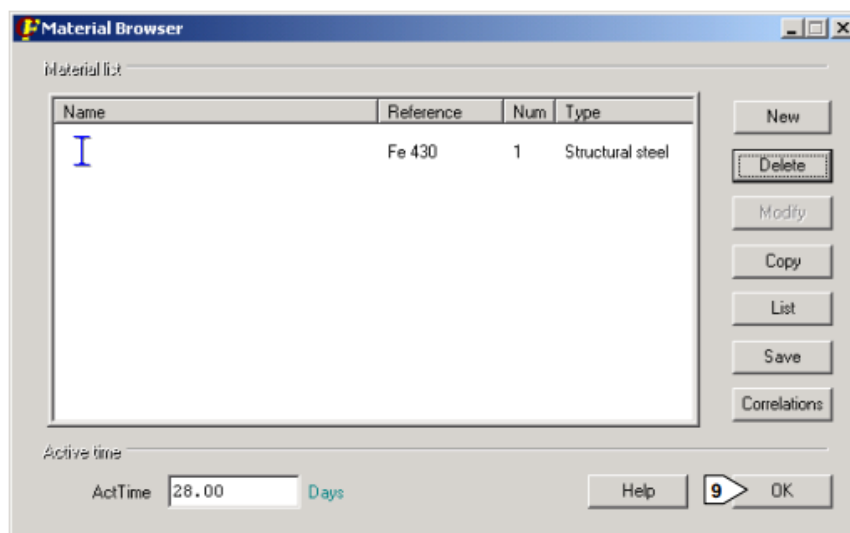 Material Browser
Material list
Name Reference Num Type
Fe 430 1 Structural steel
New
Delete
Modify
Copy
List
Save
Correlations
Active time
ActTime 28.00 Days
Help 9 OK